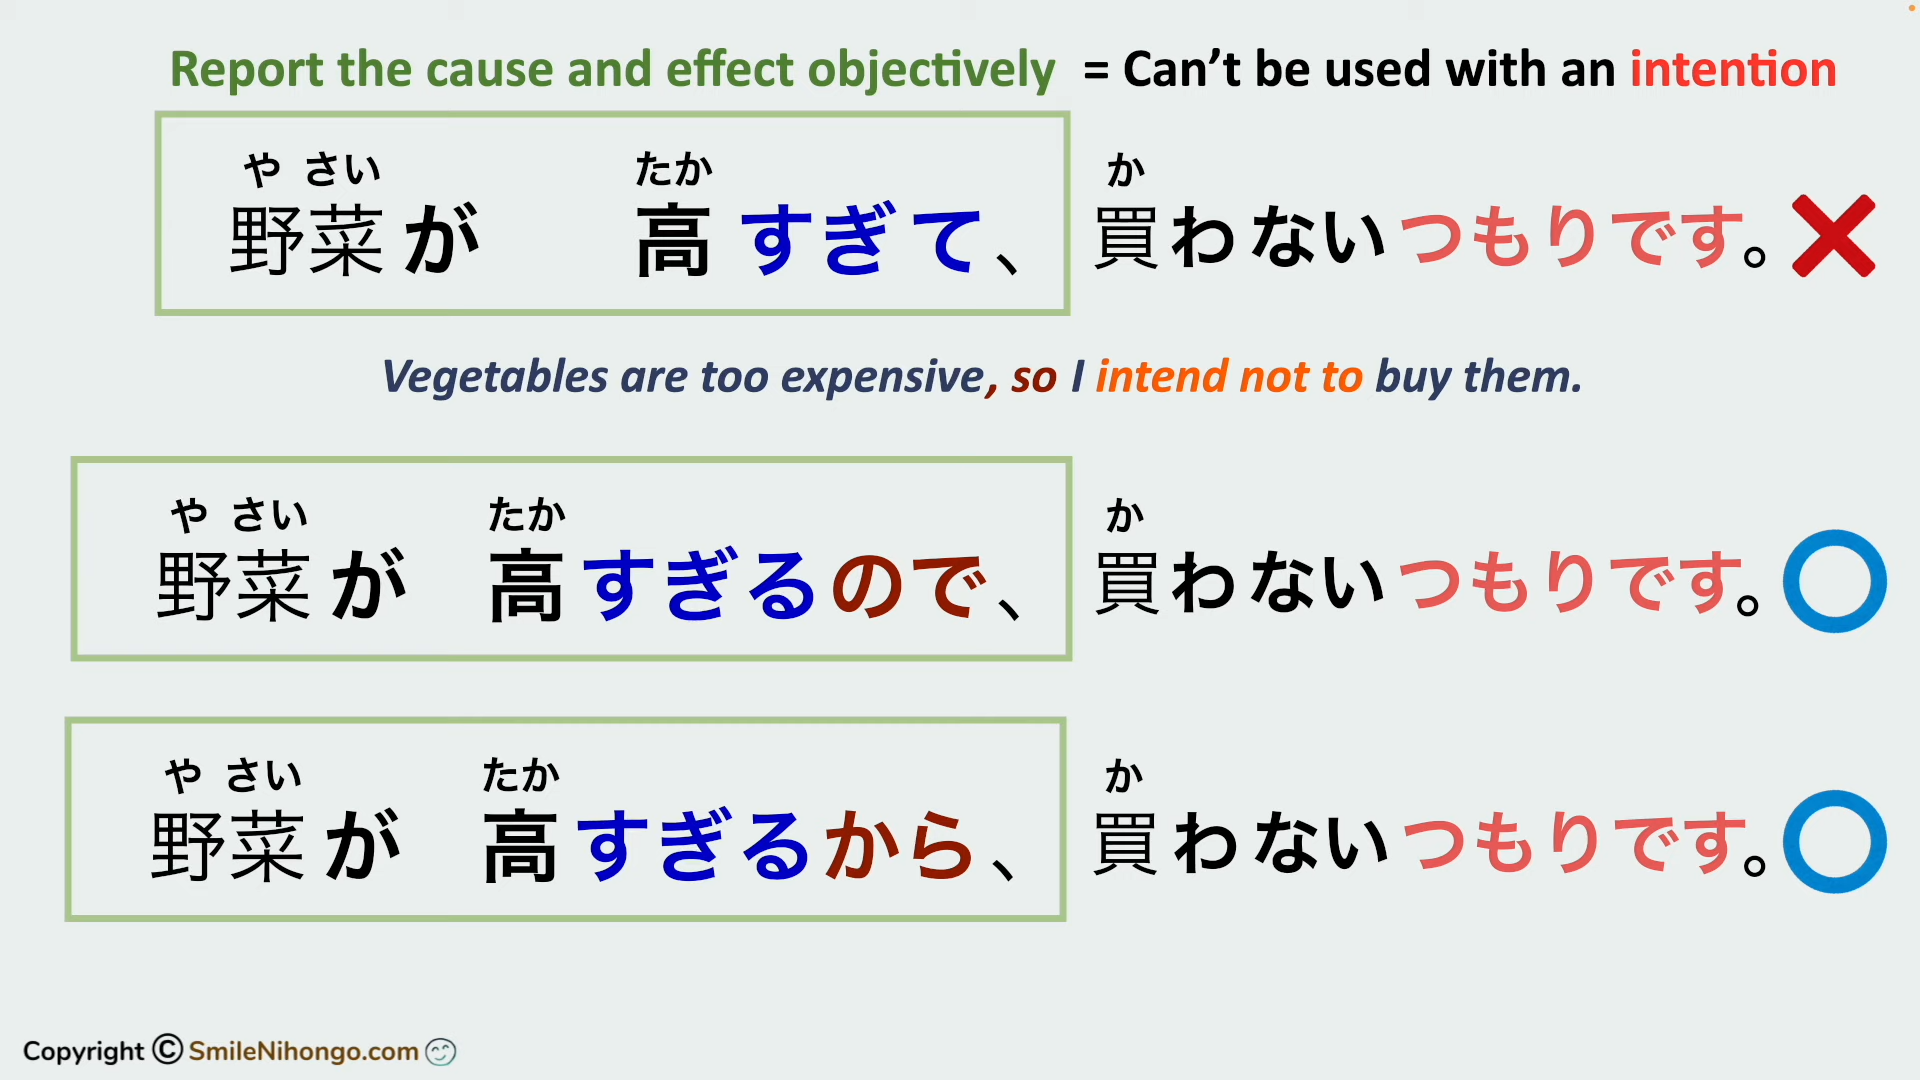 Report the cause and effect objectively = Can't be used with an intention
や さい たか か
野菜が 高すぎて、買わないつもりです。
Vegetables are too expensive, so I intend not to buy them.
や さい たか か
野菜が 高すぎるので、買わないつもりです。
や さい たか か
野菜が 高すぎるから、買わないつもりです。
Copyright © SmileNihongo.com